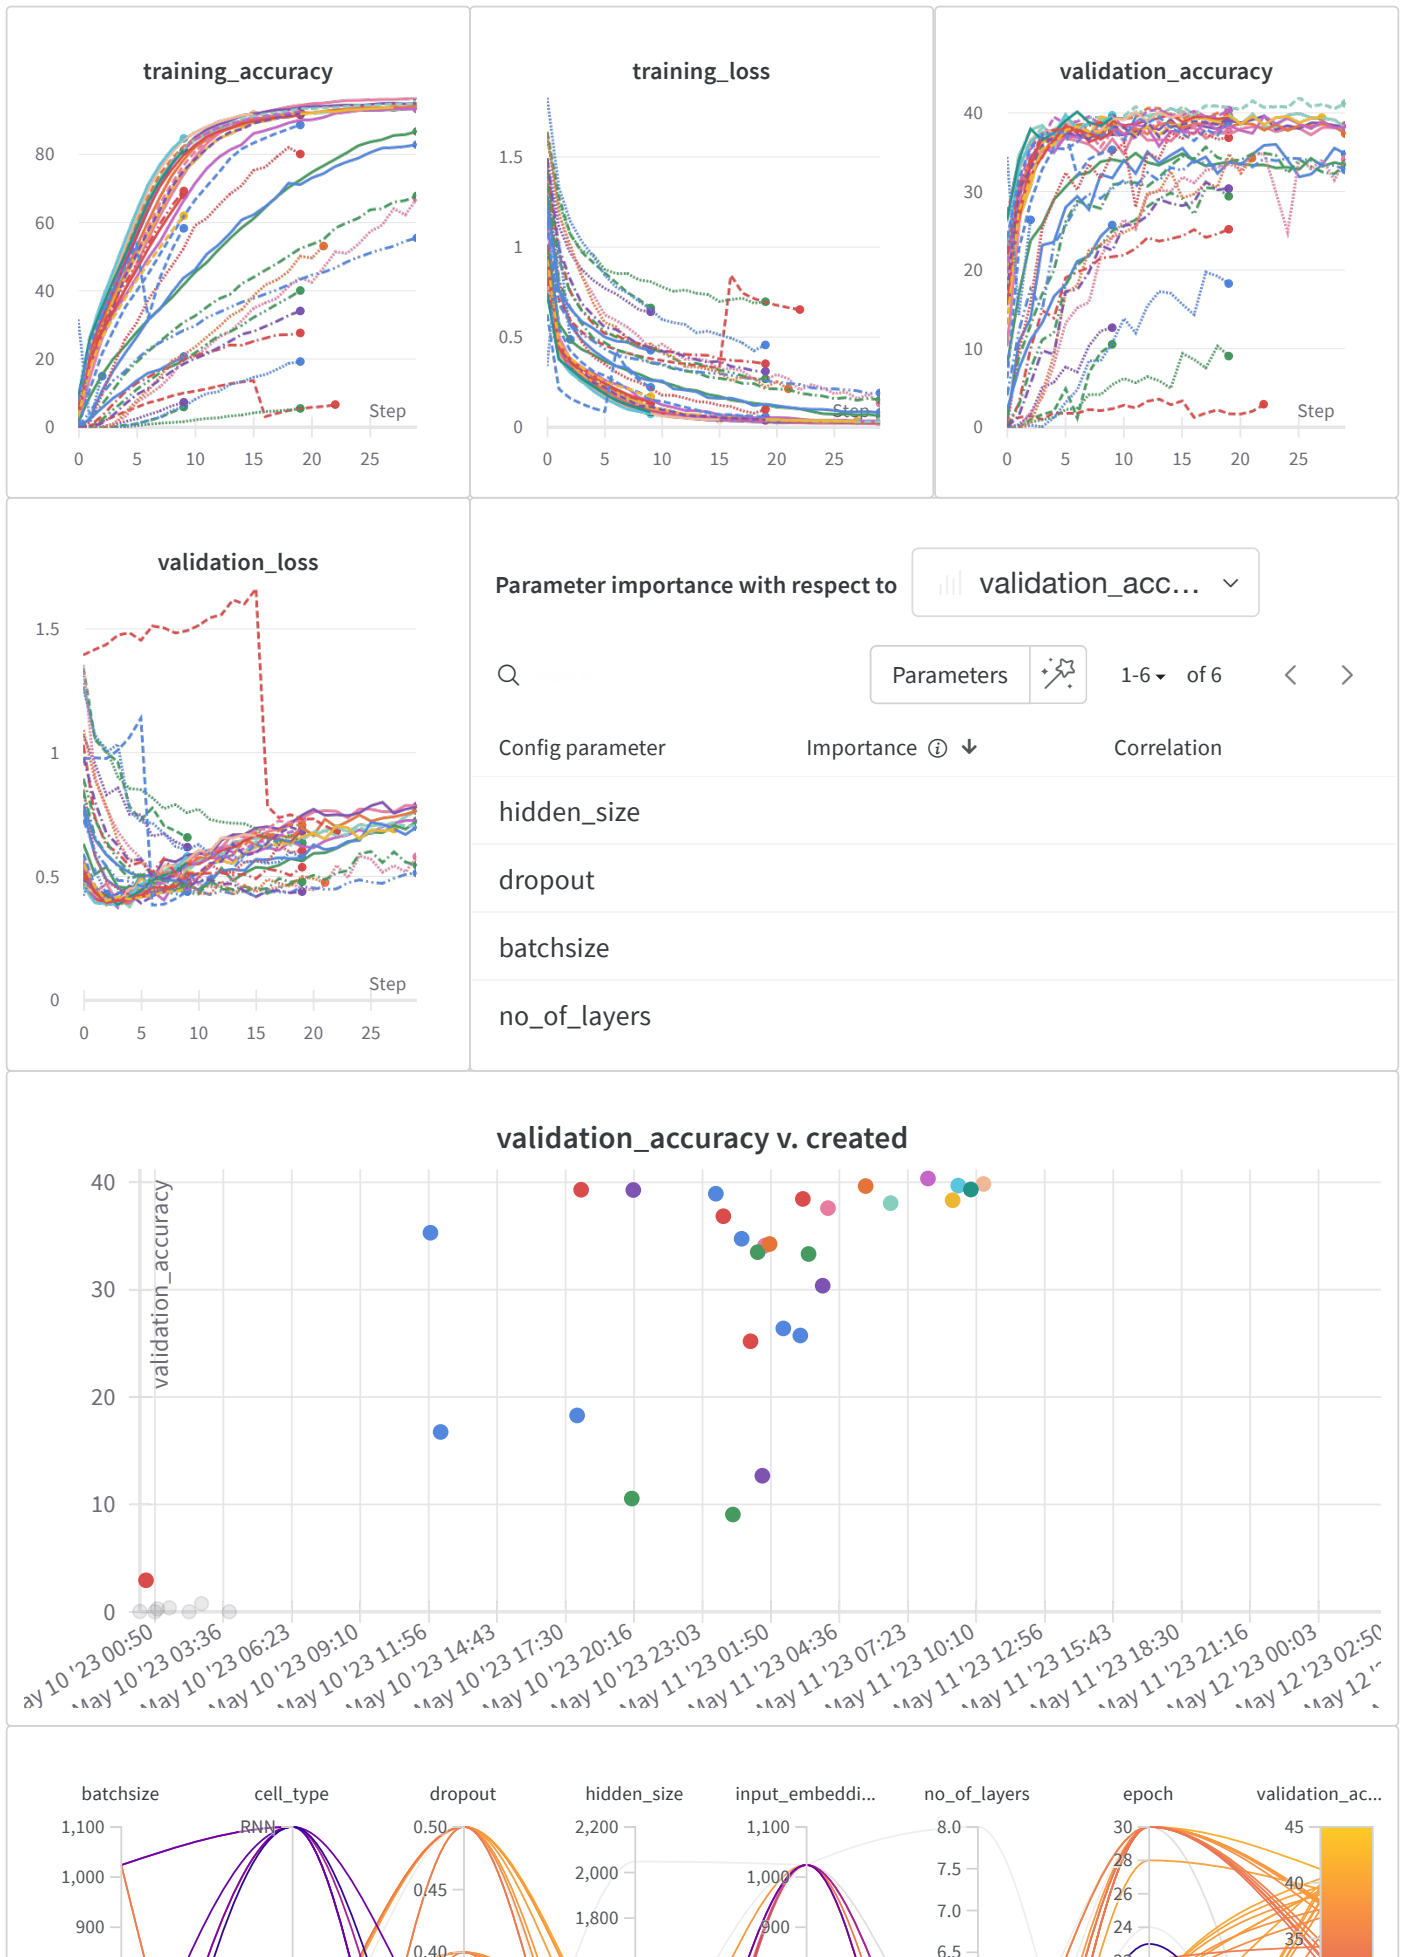 training_accuracy
80
60
40
20
0
Step
0 5 10 15 20 25
training_loss
1.5
1
0.5
0
Step
0 5 10 15 20 25
validation_accuracy
40
30
20
10
0
Step
0 5 10 15 20 25
validation_loss
1.5
1
0.5
0
Step
0 5 10 15 20 25
Parameter importance with respect to validation_acc...
Parameters 1-6 of 6
Config parameter Importance Correlation
hidden_size
dropout
batchsize
no_of_layers
validation_accuracy v. created
validation_accuracy
40
30
20
10
0
ay 10 '23 00:50
May 10 '23 03:36
May 10 '23 06:23
May 10 '23 09:10
May 10 '23 11:56
May 10 '23 14:43
May 10 '23 17:30
May 10 '23 20:16
May 10 '23 23:03
May 11 '23 01:50
May 11 '23 04:36
May 11 '23 07:23
May 11 '23 10:10
May 11 '23 12:56
May 11 '23 15:43
May 11 '23 18:30
May 11 '23 21:16
May 12 '23 00:03
May 12 '23 02:50
May 12 '
batchsize cell_type dropout hidden_size input_embeddi... no_of_layers epoch validation_ac...
1,100 RNN 0.50 2,200 1,100 8.0 30 45
1,000 0.45 2,000 1,000 7.5 28 40
900 0.40 1,800 900 7.0 26 35
6.5 24